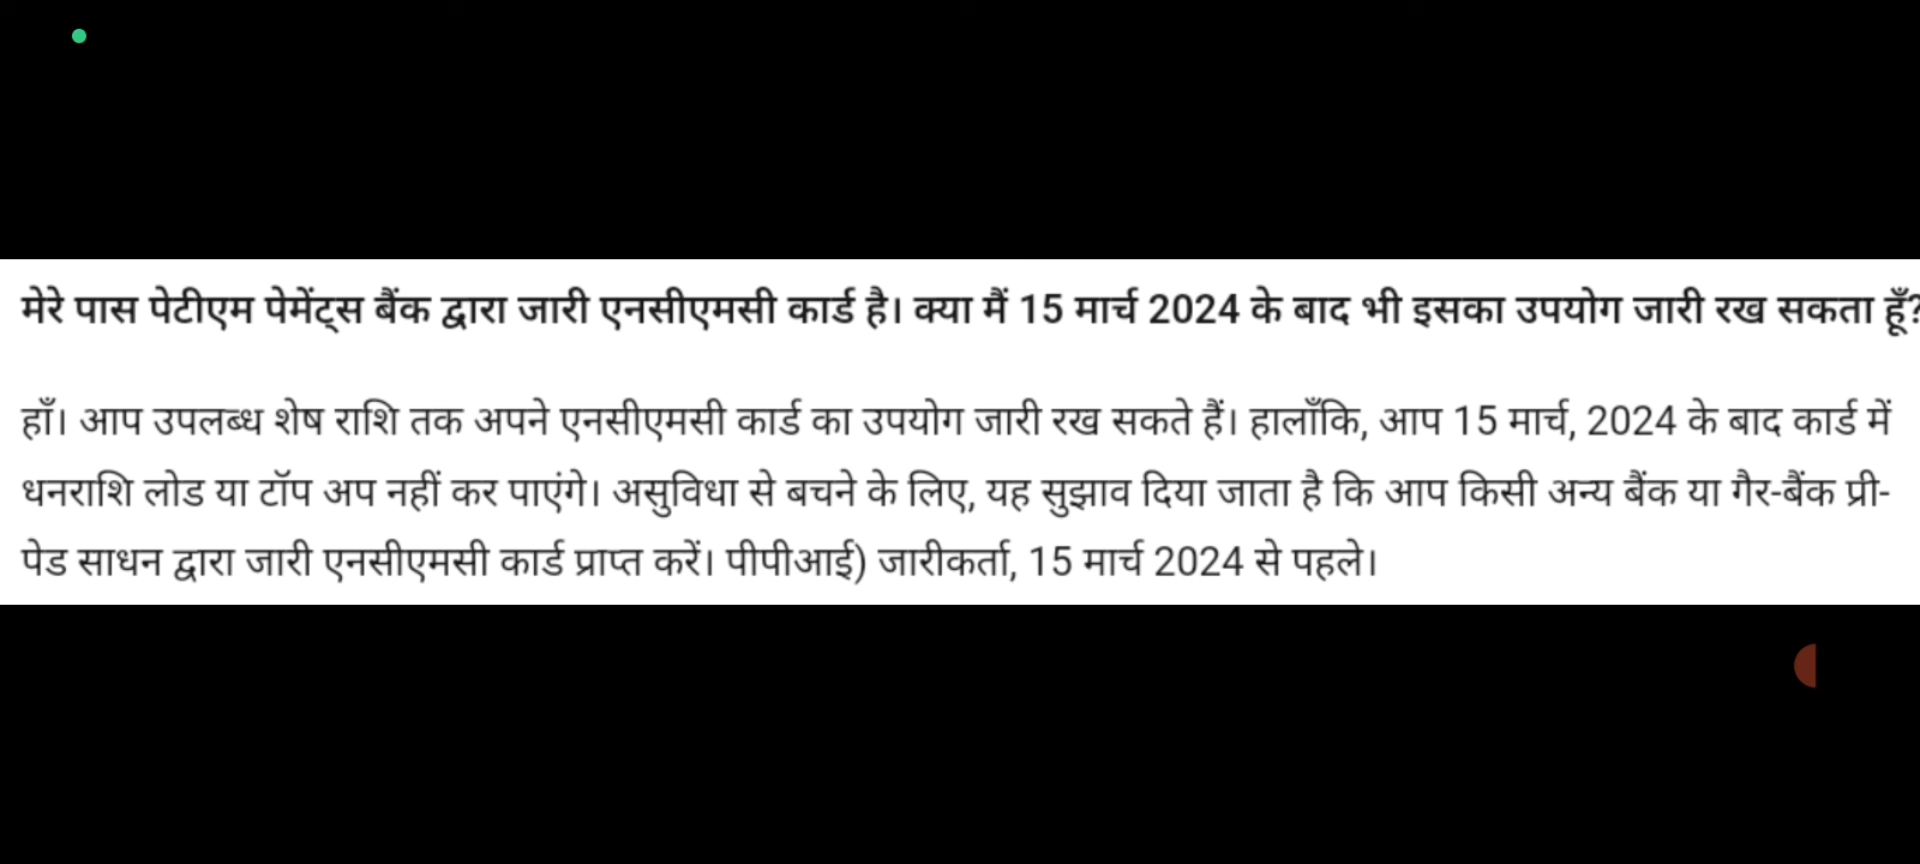 मेरे पास पेटीएम पेमेंट्स बैंक द्वारा जारी एनसीएमसी कार्ड है। क्या मैं 15 मार्च 2024 के बाद भी इसका उपयोग जारी रख सकता हूँ?
हाँ। आप उपलब्ध शेष राशि तक अपने एनसीएमसी कार्ड का उपयोग जारी रख सकते हैं। हालाँकि, आप 15 मार्च, 2024 के बाद कार्ड में
धनराशि लोड या टॉप अप नहीं कर पाएंगे। असुविधा से बचने के लिए, यह सुझाव दिया जाता है कि आप किसी अन्य बैंक या गैर-बैंक प्री-
पेड साधन द्वारा जारी एनसीएमसी कार्ड प्राप्त करें। पीपीआई) जारीकर्ता, 15 मार्च 2024 से पहले।